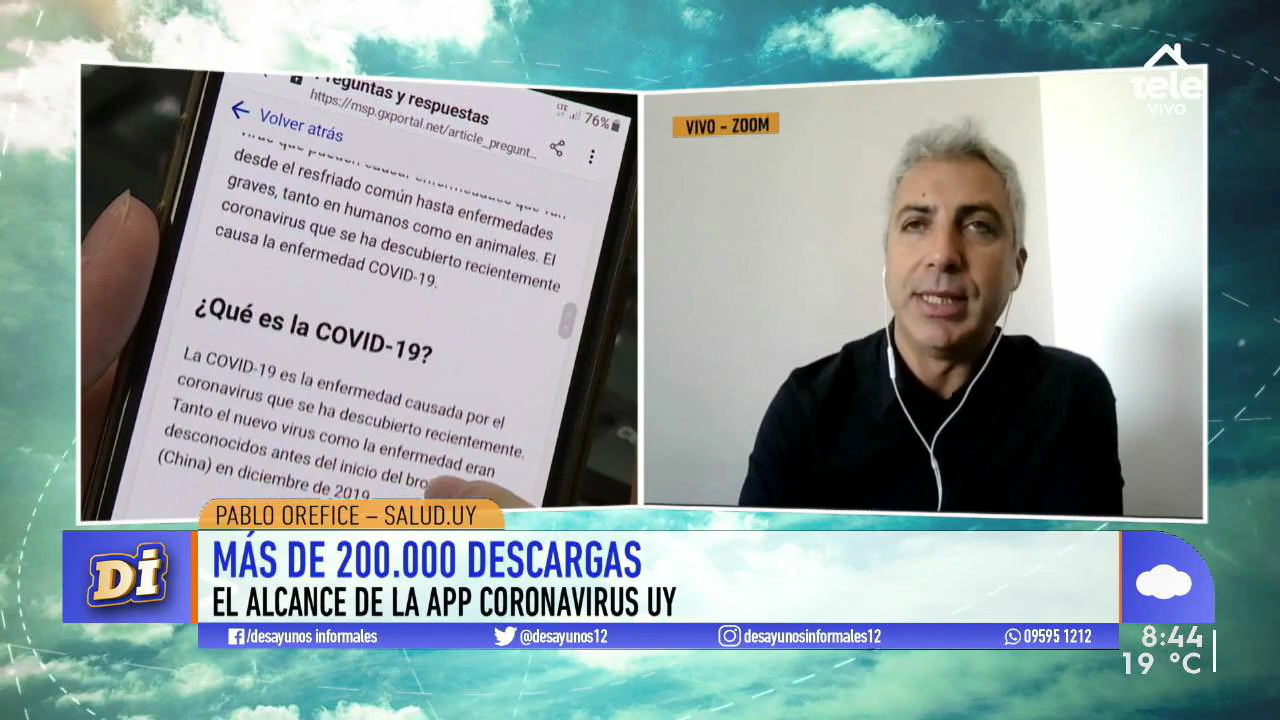 tele
VIVO
VIVO – ZOOM
Preguntas y respuestas
https://msp.gxportal.net/article_pregunt...
LTE
76%
Volver atrás
desde el resfriado común hasta enfermedades
graves, tanto en humanos como en animales. El
coronavirus que se ha descubierto recientemente
causa la enfermedad COVID-19.
¿Qué es la COVID-19?
La COVID-19 es la enfermedad causada por el
coronavirus que se ha descubierto recientemente.
Tanto el nuevo virus como la enfermedad eran
desconocidos antes del inicio del bro
(China) en diciembre de 2019
PABLO OREFICE – SALUD.UY
Di
MÁS DE 200.000 DESCARGAS
EL ALCANCE DE LA APP CORONAVIRUS UY
/desayunos informales
@desayunos12
desayunosinformales12
09595 1212
8:44
19 °C